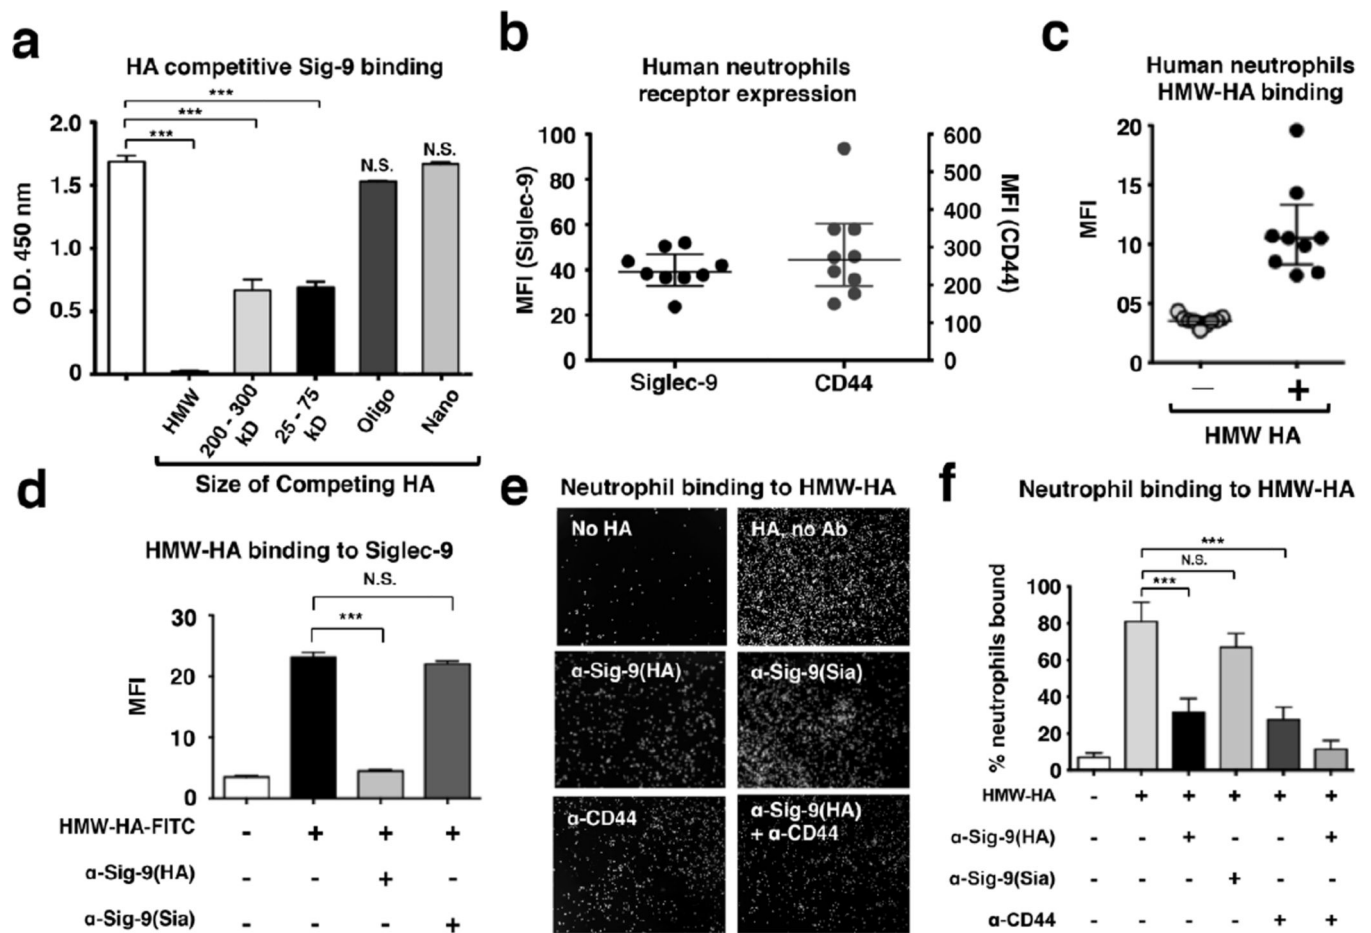 a
HA competitive Sig-9 binding
***
***
***
N.S.
N.S.
2.0
1.5
1.0
0.5
0
O.D. 450 nm
HMW
200 - 300
kD
25 - 75
kD
Oligo
Nano
Size of Competing HA
b
Human neutrophils
receptor expression
100
80
60
40
20
0
MFI (Siglec-9)
600
500
400
300
200
100
0
MFI (CD44)
Siglec-9
CD44
c
Human neutrophils
HMW-HA binding
20
15
10
05
0
MFI
— +
HMW HA
d
HMW-HA binding to Siglec-9
N.S.
***
30
20
10
0
MFI
HMW-HA-FITC - + + +
α-Sig-9(HA) - - + -
α-Sig-9(Sia) - - - +
e
Neutrophil binding to HMW-HA
No HA
HA, no Ab
α-Sig-9(HA)
α-Sig-9(Sia)
α-CD44
α-Sig-9(HA)
+ α-CD44
f
Neutrophil binding to HMW-HA
***
N.S.
***
100
80
60
40
20
0
% neutrophils bound
HMW-HA - + + + + +
α-Sig-9(HA) - - + - - +
α-Sig-9(Sia) - - - + - -
α-CD44 - - - - + +